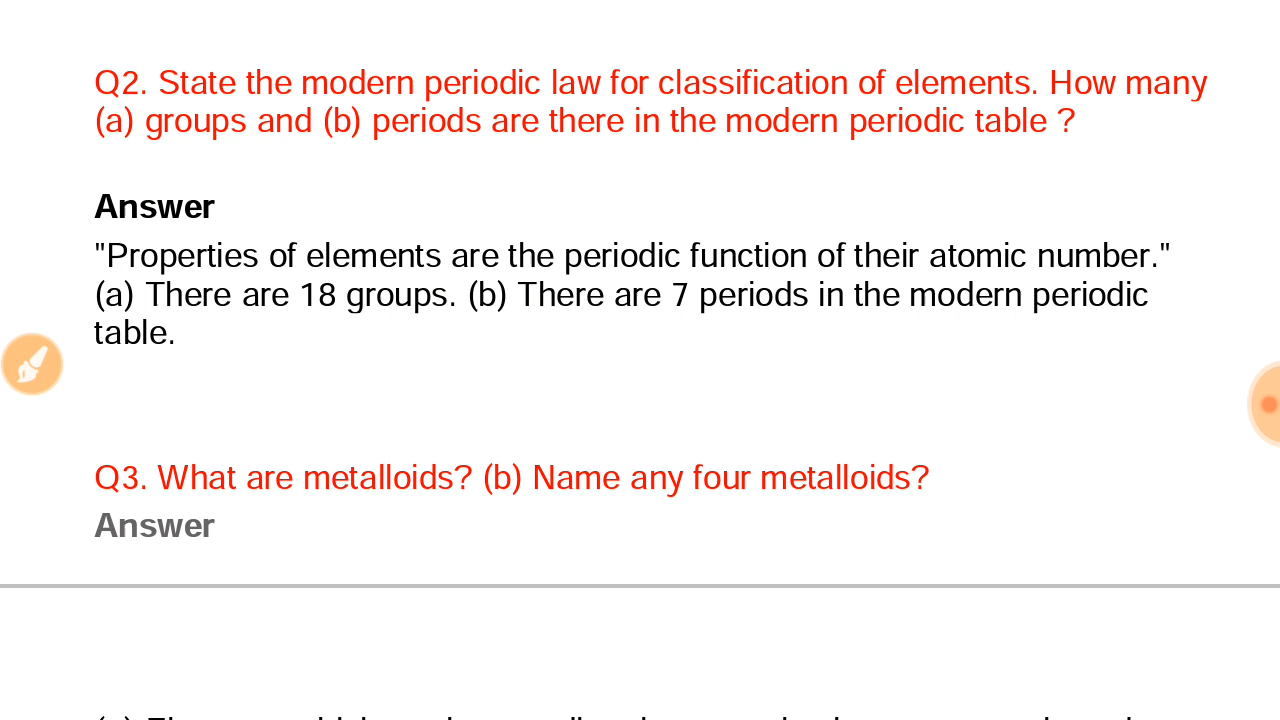 Q2. State the modern periodic law for classification of elements. How many
(a) groups and (b) periods are there in the modern periodic table ?
Answer
"Properties of elements are the periodic function of their atomic number."
(a) There are 18 groups. (b) There are 7 periods in the modern periodic
table.
Q3. What are metalloids? (b) Name any four metalloids?
Answer